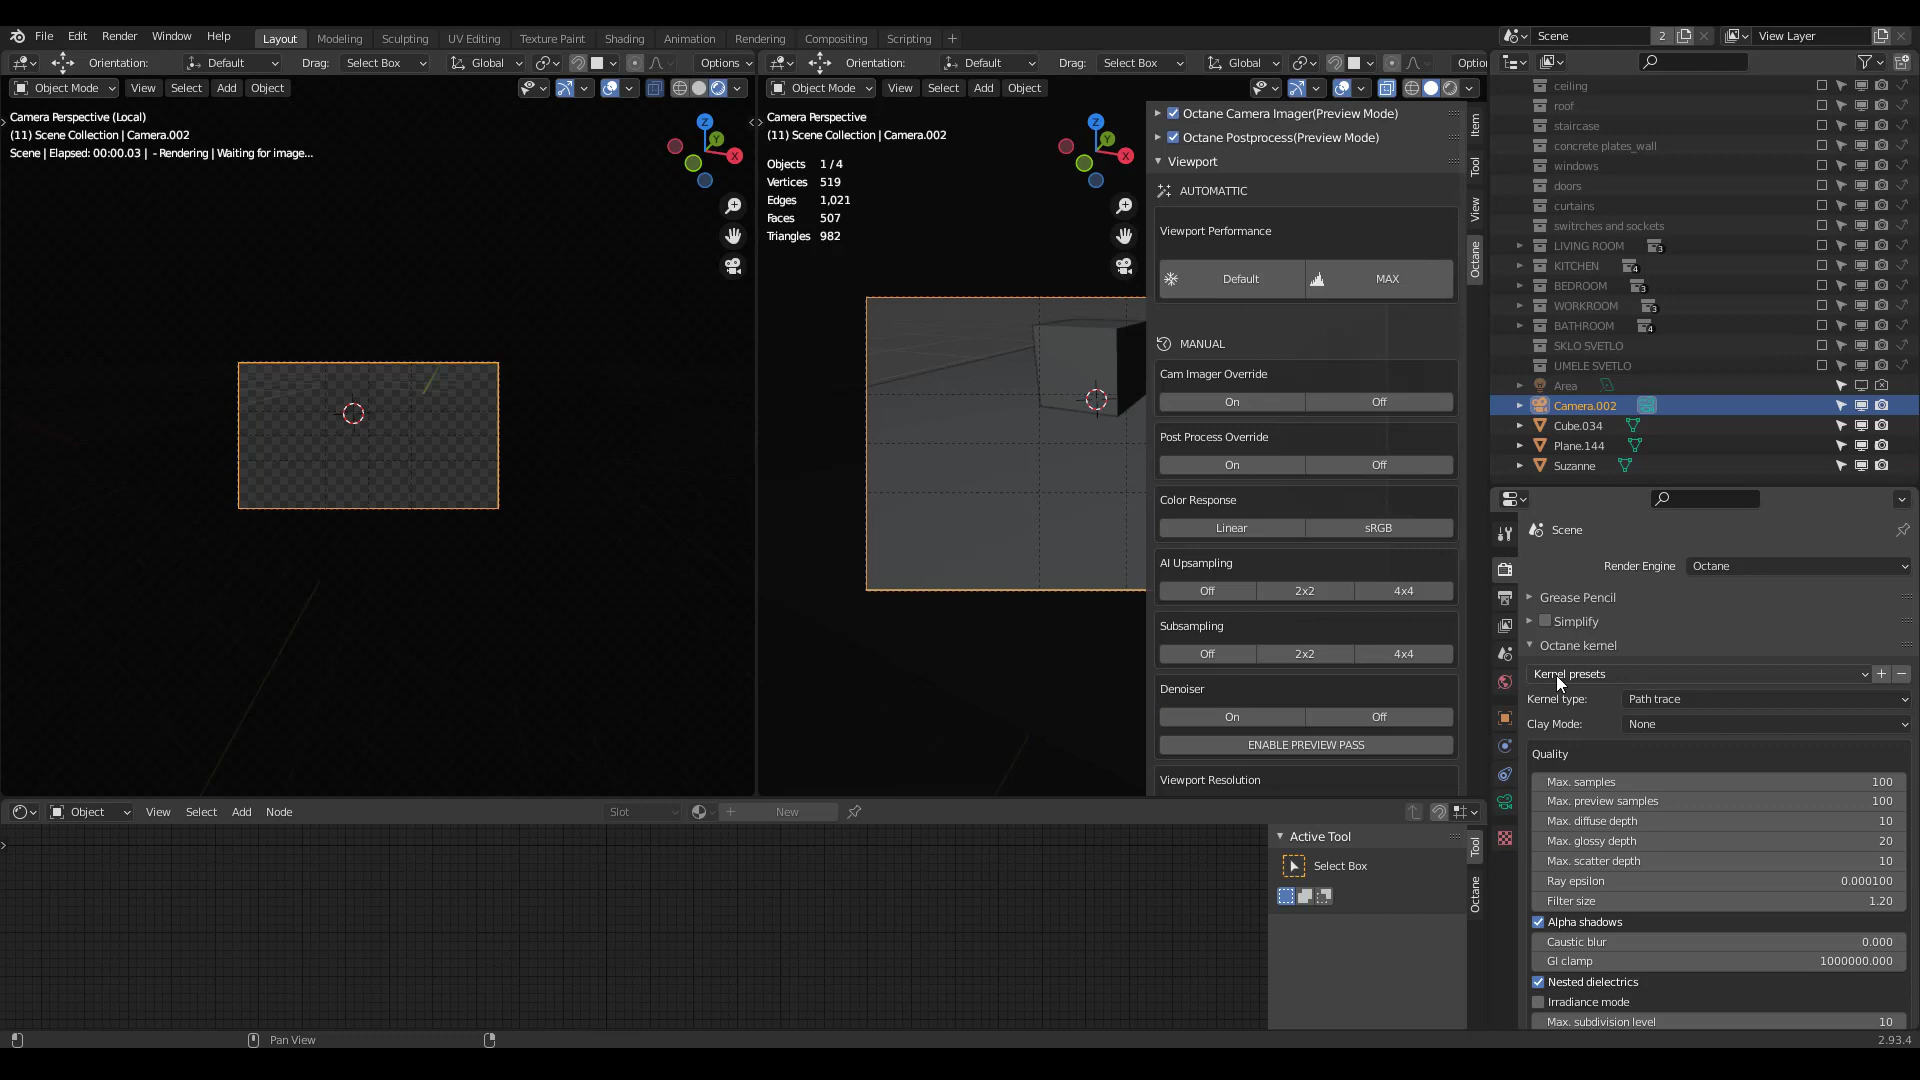 File Edit Render Window Help
Layout Modeling Sculpting UV Editing Texture Paint Shading Animation Rendering Compositing Scripting +
Scene 2 View Layer
Orientation: Default Drag: Select Box Global Options
Orientation: Default Drag: Select Box Global Optio
Object Mode View Select Add Object
Object Mode View Select Add Object
Camera Perspective (Local)
(11) Scene Collection | Camera.002
Scene | Elapsed: 00:00.03 | - Rendering | Waiting for image...
Z
Y
X
Camera Perspective
(11) Scene Collection | Camera.002
Objects 1 / 4
Vertices 519
Edges 1,021
Faces 507
Triangles 982
Z
Y
X
Octane Camera Imager(Preview Mode)
Octane Postprocess(Preview Mode)
Viewport
AUTOMATTIC
Viewport Performance
Default MAX
MANUAL
Cam Imager Override
On Off
Post Process Override
On Off
Color Response
Linear sRGB
AI Upsampling
Off 2x2 4x4
Subsampling
Off 2x2 4x4
Denoiser
On Off
ENABLE PREVIEW PASS
Viewport Resolution
Item
Tool
View
Octane
ceiling
roof
staircase
concrete plates_wall
windows
doors
curtains
switrches and sockets
LIVING ROOM 3
KITCHEN 4
BEDROOM 3
WORKROOM 3
BATHROOM 4
SKLO SVETLO
UMELE SVETLO
Area
Camera.002
Cube.034
Plane.144
Suzanne
Scene
Render Engine Octane
Grease Pencil
Simplify
Octane kernel
Kernel presets
Kernel type: Path trace
Clay Mode: None
Quality
Max. samples 100
Max. preview samples 100
Max. diffuse depth 10
Max. glossy depth 20
Max. scatter depth 10
Ray epsilon 0.000100
Filter size 1.20
Alpha shadows
Caustic blur 0.000
GI clamp 1000000.000
Nested dielectrics
Irradiance mode
Max. subdivision level 10
Object View Select Add Node Slot New
Active Tool
Select Box
Tool
Octane
Pan View
2.93.4